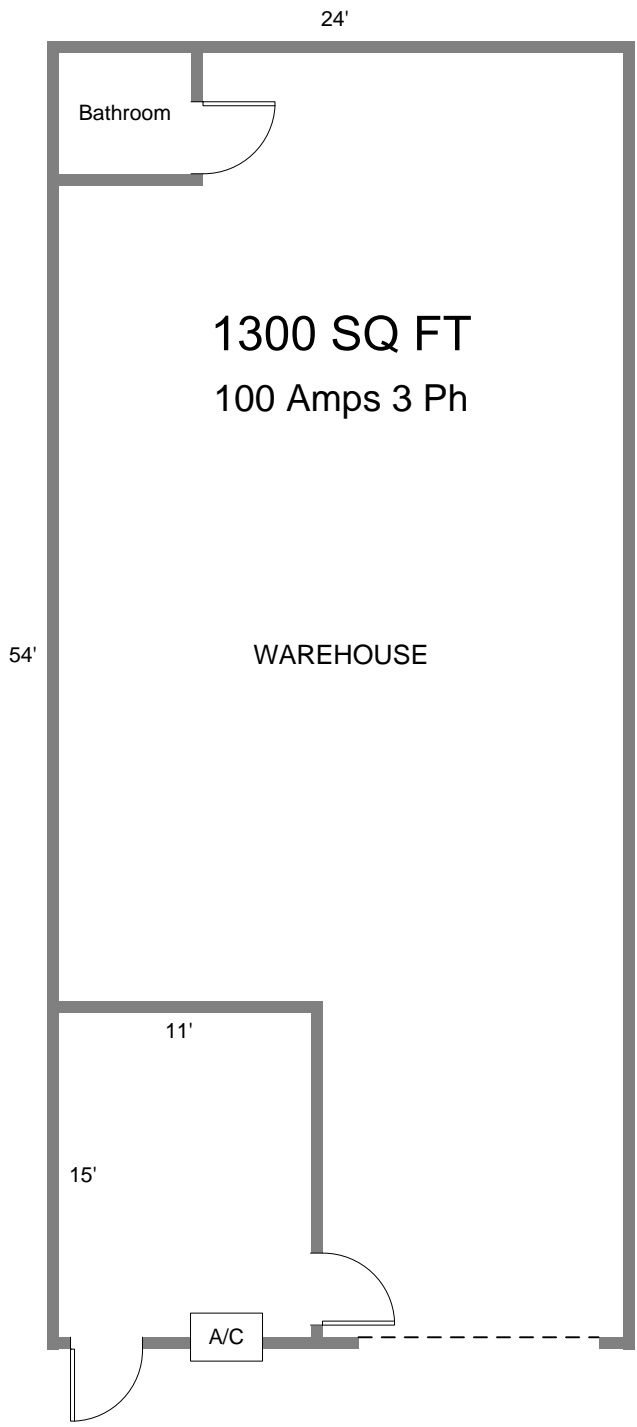 24'
Bathroom
1300 SQ FT
100 Amps 3 Ph
54'
WAREHOUSE
11'
15'
A/C